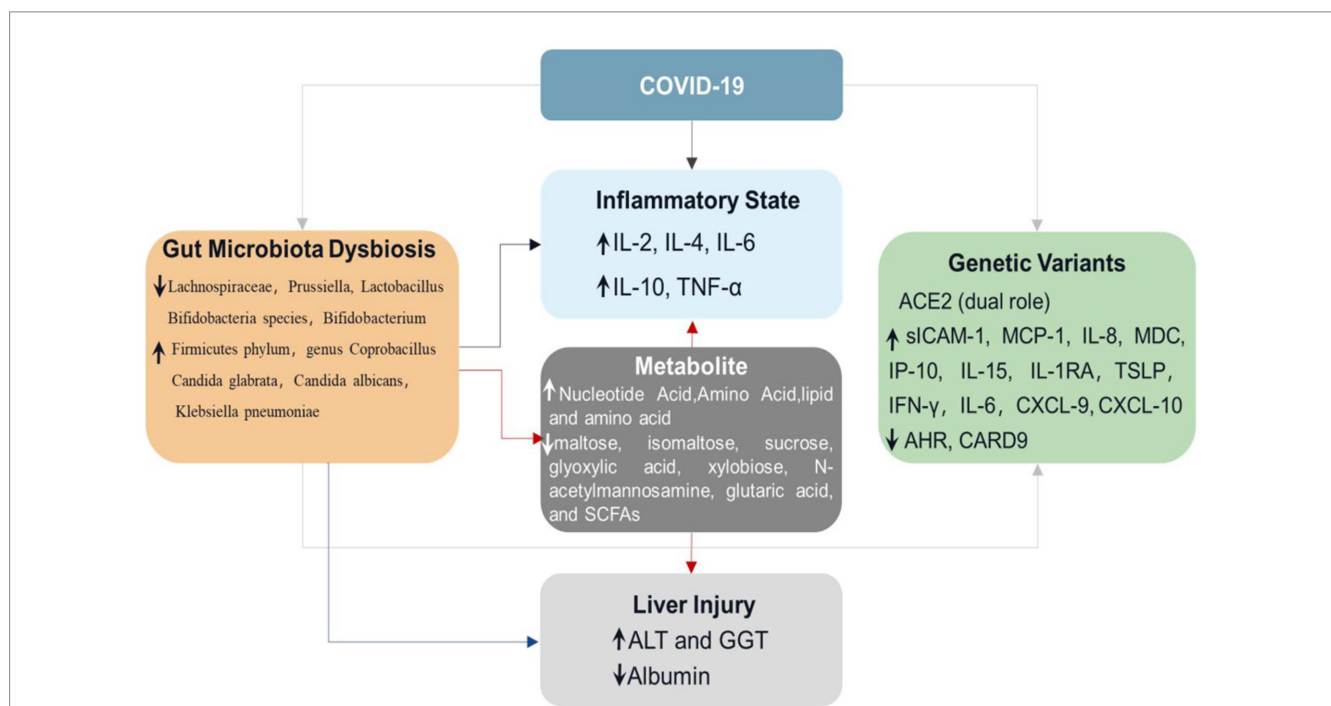 COVID-19
Inflammatory State
↑IL-2, IL-4, IL-6
↑IL-10, TNF-α
Gut Microbiota Dysbiosis
↓Lachnospiraceae, Prussiella, Lactobacillus
Bifidobacteria species, Bifidobacterium
↑ Firmicutes phylum, genus Coprobacillus
Candida glabrata, Candida albicans,
Klebsiella pneumoniae
Metabolite
↑Nucleotide Acid,Amino Acid,lipid
and amino acid
↓maltose, isomaltose, sucrose,
glyoxylic acid, xylobiose, N-
acetylmannosamine, glutaric acid,
and SCFAs
Genetic Variants
ACE2 (dual role)
↑ sICAM-1, MCP-1, IL-8, MDC,
IP-10, IL-15, IL-1RA, TSLP,
IFN-γ, IL-6, CXCL-9, CXCL-10
↓ AHR, CARD9
Liver Injury
↑ALT and GGT
↓Albumin